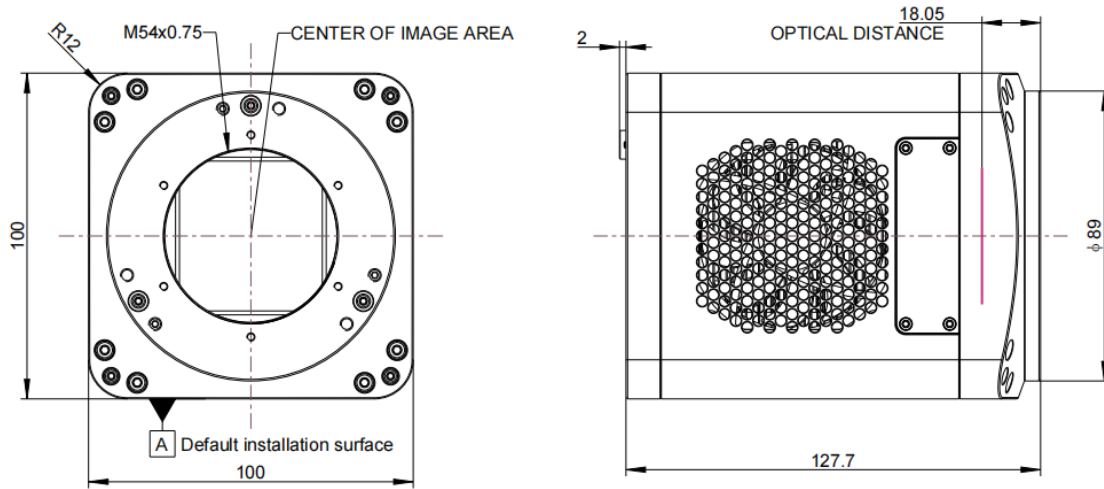 R12
M54x0.75
CENTER OF IMAGE AREA
100
A Default installation surface
100
18.05
OPTICAL DISTANCE
2
ϕ89
127.7